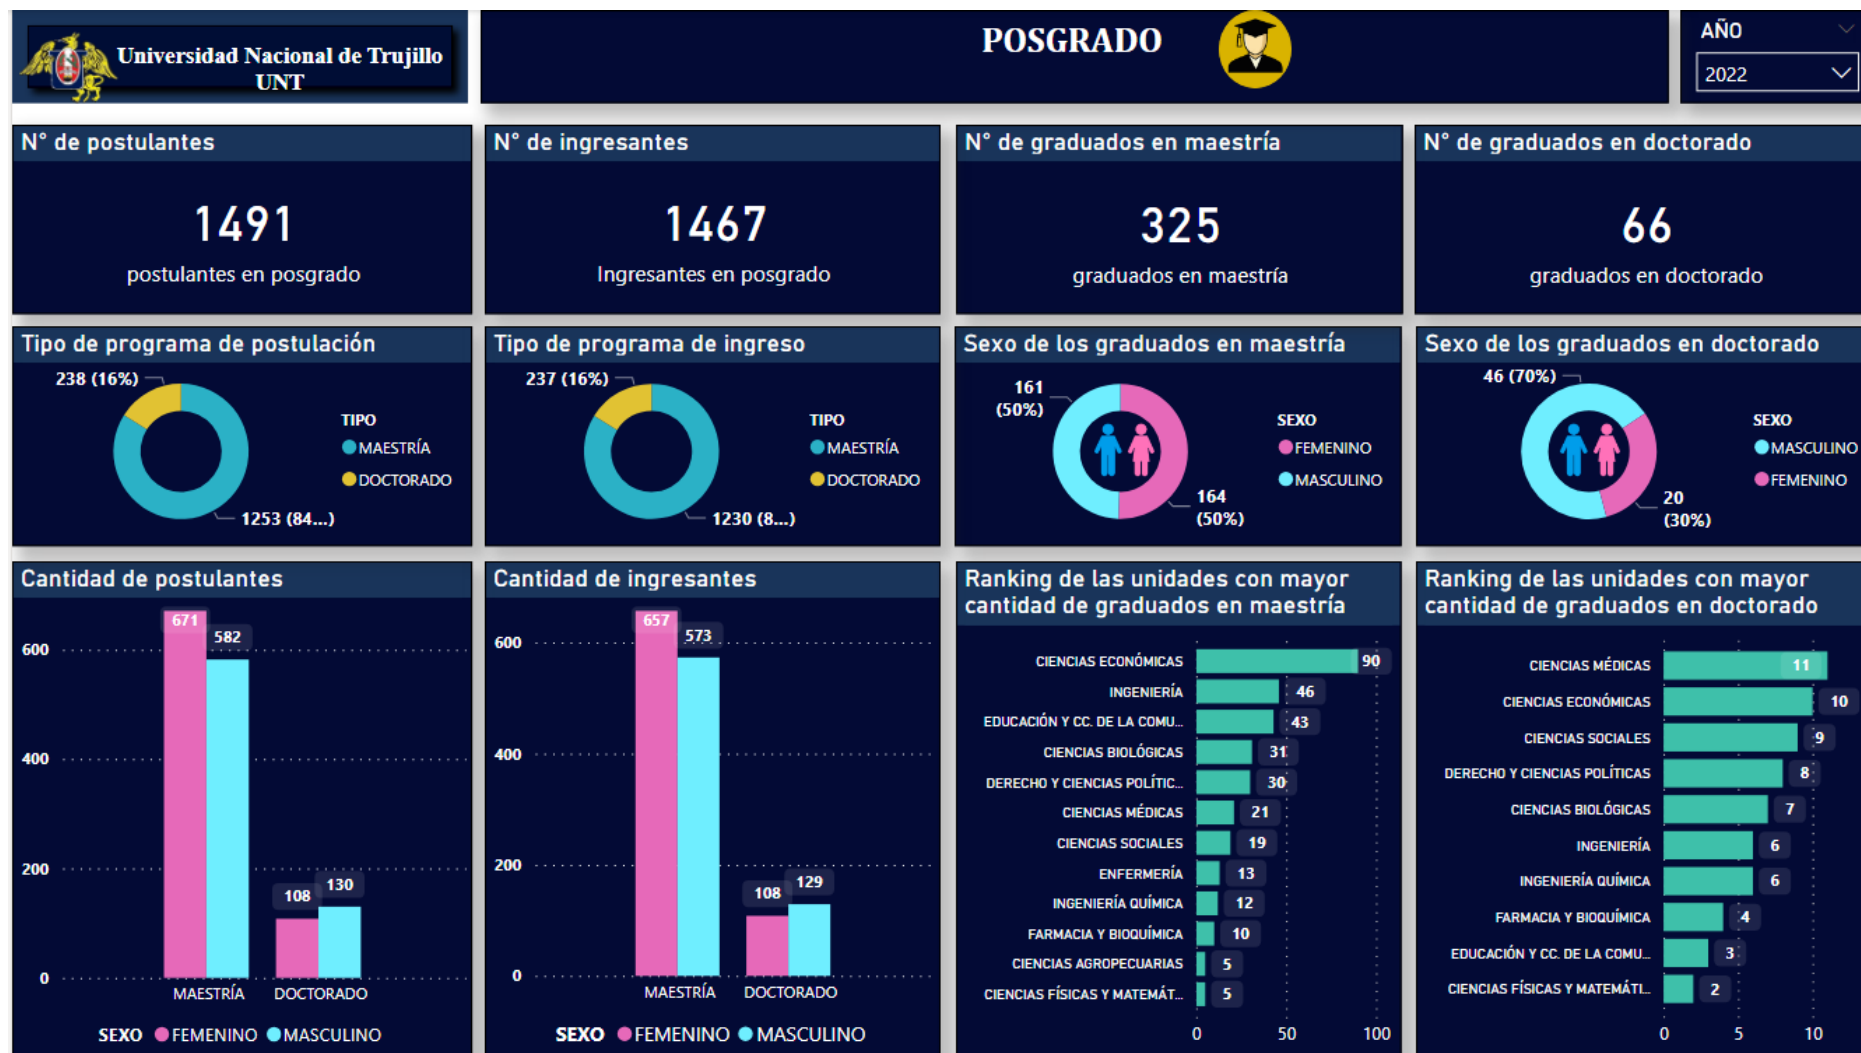 Universidad Nacional de Trujillo
UNT
POSGRADO
AÑO
2022
N° de postulantes
1491
postulantes en posgrado
N° de ingresantes
1467
Ingresantes en posgrado
N° de graduados en maestría
325
graduados en maestría
N° de graduados en doctorado
66
graduados en doctorado
Tipo de programa de postulación
238 (16%)
TIPO
MAESTRÍA
DOCTORADO
1253 (84...)
Tipo de programa de ingreso
237 (16%)
TIPO
MAESTRÍA
DOCTORADO
1230 (8...)
Sexo de los graduados en maestría
161
(50%)
SEXO
FEMENINO
MASCULINO
164
(50%)
Sexo de los graduados en doctorado
46 (70%)
SEXO
MASCULINO
FEMENINO
20
(30%)
Cantidad de postulantes
600
400
200
0
671
582
108
130
MAESTRÍA
DOCTORADO
SEXO FEMENINO MASCULINO
Cantidad de ingresantes
600
400
200
0
657
573
108
129
MAESTRÍA
DOCTORADO
SEXO FEMENINO MASCULINO
Ranking de las unidades con mayor
cantidad de graduados en maestría
CIENCIAS ECONÓMICAS 90
INGENIERÍA 46
EDUCACIÓN Y CC. DE LA COMU... 43
CIENCIAS BIOLÓGICAS 31
DERECHO Y CIENCIAS POLÍTIC... 30
CIENCIAS MÉDICAS 21
CIENCIAS SOCIALES 19
ENFERMERÍA 13
INGENIERÍA QUÍMICA 12
FARMACIA Y BIOQUÍMICA 10
CIENCIAS AGROPECUARIAS 5
CIENCIAS FÍSICAS Y MATEMÁT... 5
0 50 100
Ranking de las unidades con mayor
cantidad de graduados en doctorado
CIENCIAS MÉDICAS 11
CIENCIAS ECONÓMICAS 10
CIENCIAS SOCIALES 9
DERECHO Y CIENCIAS POLÍTICAS 8
CIENCIAS BIOLÓGICAS 7
INGENIERÍA 6
INGENIERÍA QUÍMICA 6
FARMACIA Y BIOQUÍMICA 4
EDUCACIÓN Y CC. DE LA COMU... 3
CIENCIAS FÍSICAS Y MATEMÁTI... 2
0 5 10